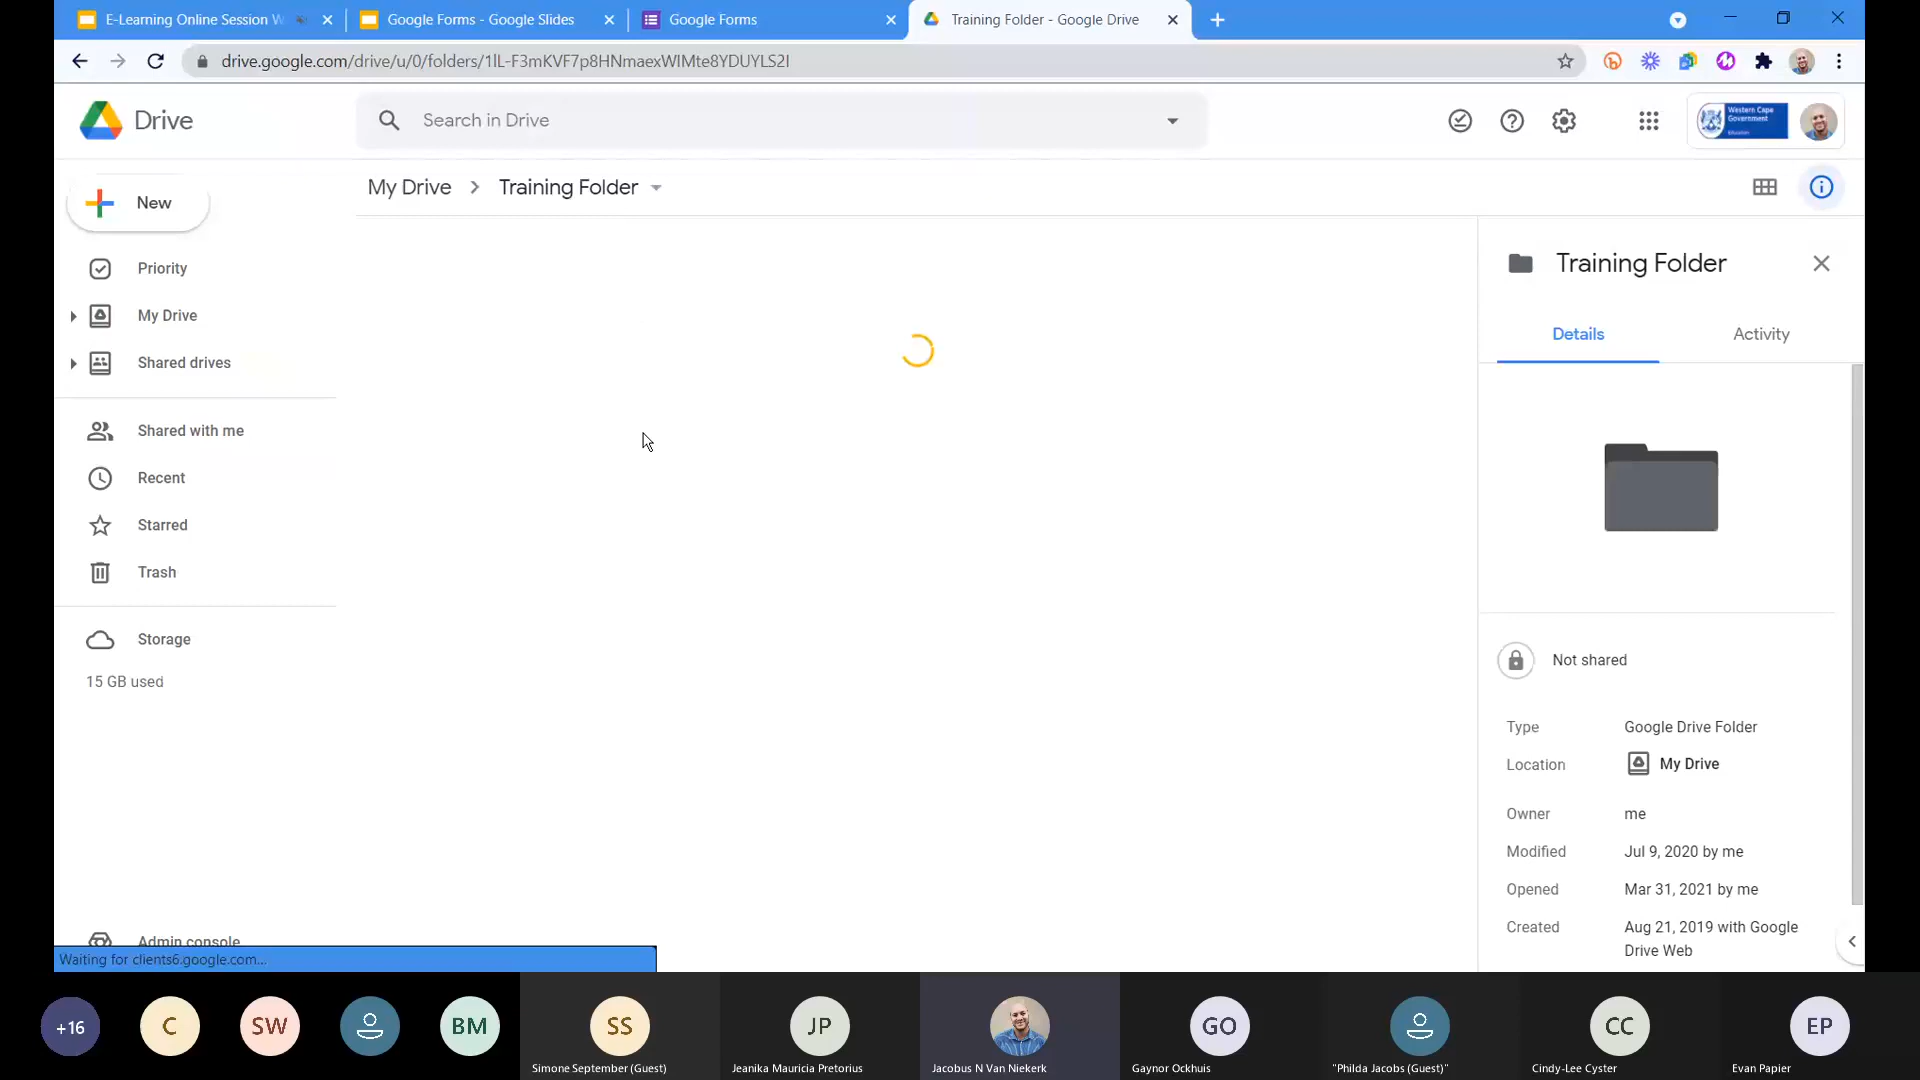 E-Learning Online Session W
Google Forms - Google Slides
Google Forms
Training Folder - Google Drive
drive.google.com/drive/u/0/folders/1lL-F3mKVF7p8HNmaexWIMte8YDUYLS2I
Drive
Search in Drive
Western Cape
Government
Education
New
My Drive
Training Folder
Priority
My Drive
Shared drives
Shared with me
Recent
Starred
Trash
Storage
15 GB used
Admin console
Waiting for clients6.google.com...
Training Folder
Details
Activity
Not shared
Type
Google Drive Folder
Location
My Drive
Owner
me
Modified
Jul 9, 2020 by me
Opened
Mar 31, 2021 by me
Created
Aug 21, 2019 with Google
Drive Web
+16
C
SW
BM
SS
Simone September (Guest)
JP
Jeanika Mauricia Pretorius
Jacobus N Van Niekerk
GO
Gaynor Ockhuis
"Philda Jacobs (Guest)"
CC
Cindy-Lee Cyster
EP
Evan Papier